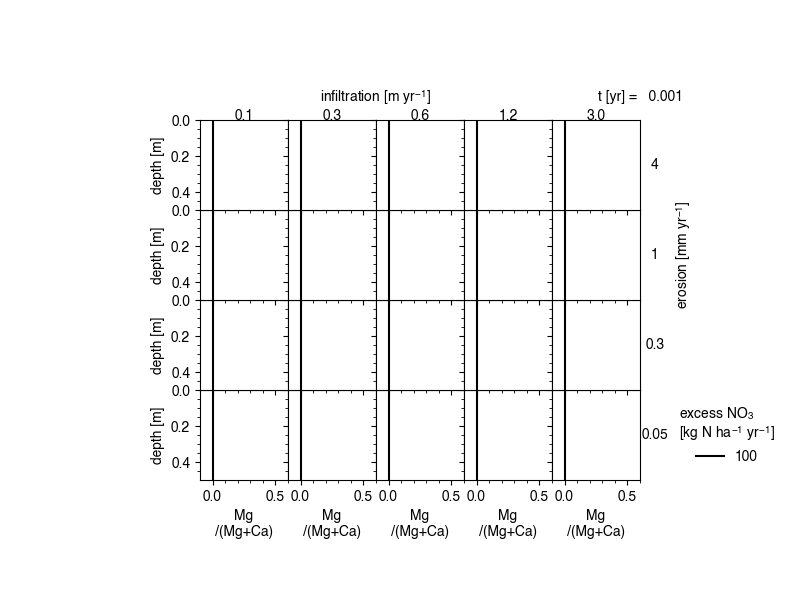 infiltration [m yr⁻¹] t [yr] = 0.001
0.1 0.3 0.6 1.2 3.0
0.0
0.2
0.4
depth [m]
4
0.0
0.2
0.4
depth [m]
1
0.0
0.2
0.4
depth [m]
0.3
0.0
0.2
0.4
depth [m]
0.05
erosion [mm yr⁻¹]
excess NO₃
[kg N ha⁻¹ yr⁻¹]
100
0.0 0.5 0.0 0.5 0.0 0.5 0.0 0.5 0.0 0.5
Mg Mg Mg Mg Mg
/(Mg+Ca) /(Mg+Ca) /(Mg+Ca) /(Mg+Ca) /(Mg+Ca)